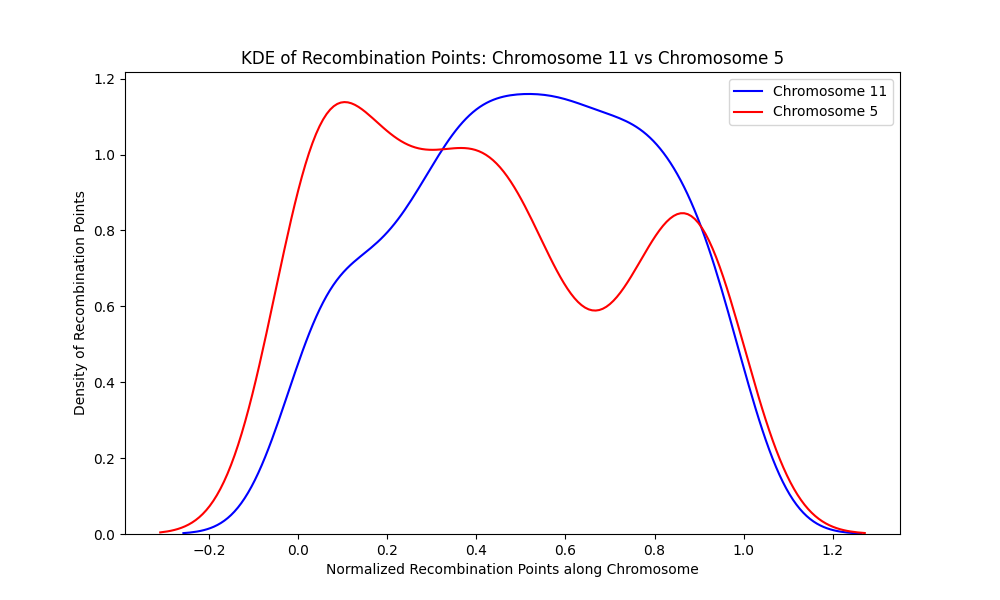 KDE of Recombination Points: Chromosome 11 vs Chromosome 5
Chromosome 11
Chromosome 5
Density of Recombination Points
1.2
1.0
0.8
0.6
0.4
0.2
0.0
−0.2 0.0 0.2 0.4 0.6 0.8 1.0 1.2
Normalized Recombination Points along Chromosome